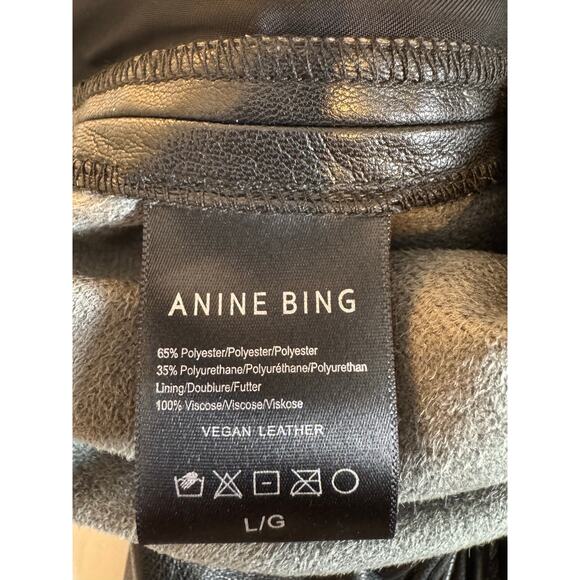 ANINE BING
65% Polyester/Polyester/Polyester
35% Polyurethane/Polyuréthane/Polyurethan
Lining/Doublure/Futter
100% Viscose/Viscose/Viskose
VEGAN LEATHER
L/G